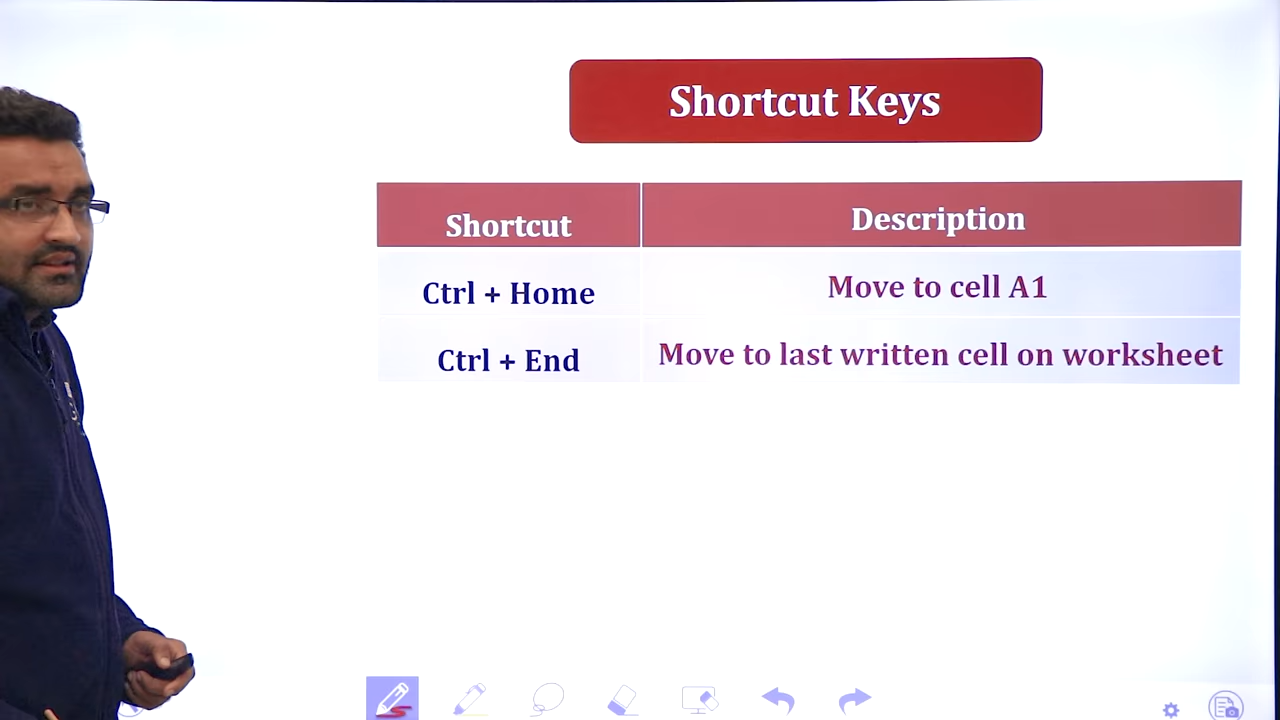 Shortcut Keys
Shortcut Description
Ctrl + Home Move to cell A1
Ctrl + End Move to last written cell on worksheet